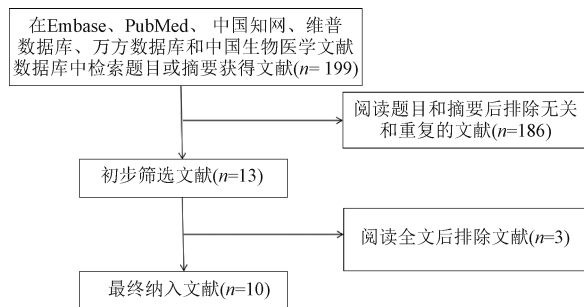 在Embase、PubMed、 中国知网、维普
数据库、万方数据库和中国生物医学文献
数据库中检索题目或摘要获得文献(n= 199)
阅读题目和摘要后排除无关
和重复的文献(n=186)
初步筛选文献(n=13)
阅读全文后排除文献(n=3)
最终纳入文献(n=10)